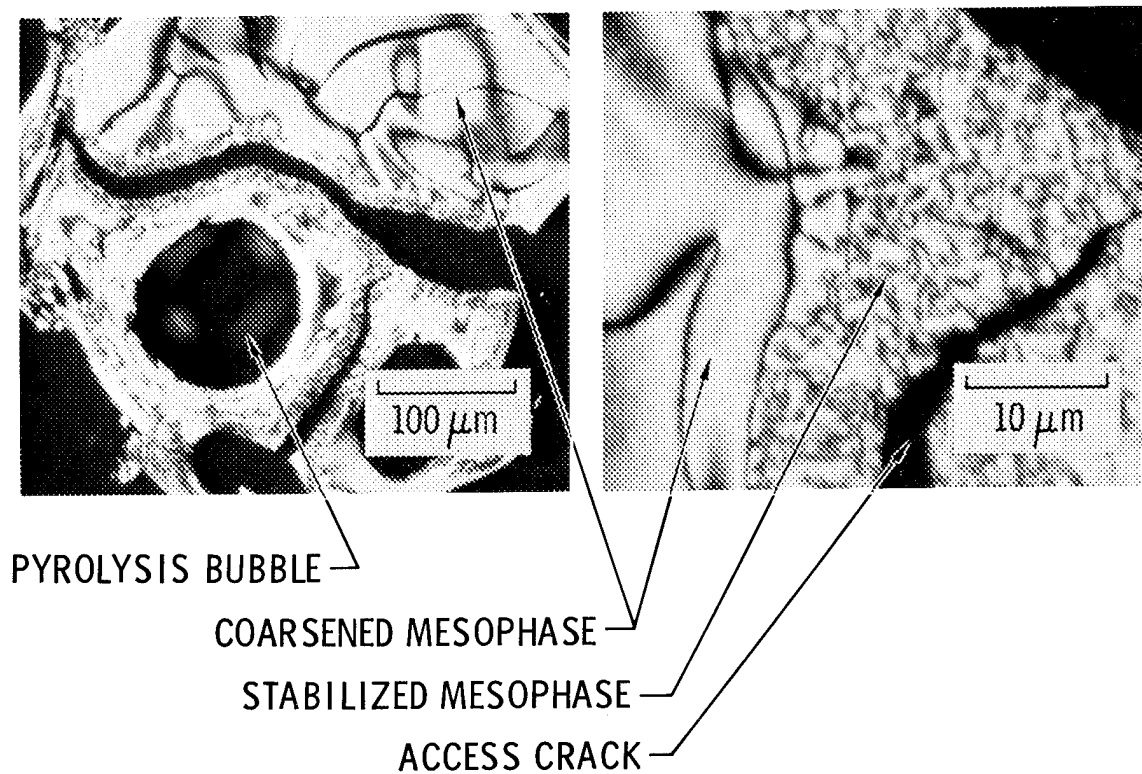 100 μm
10 μm
PYROLYSIS BUBBLE
COARSENED MESOPHASE
STABILIZED MESOPHASE
ACCESS CRACK